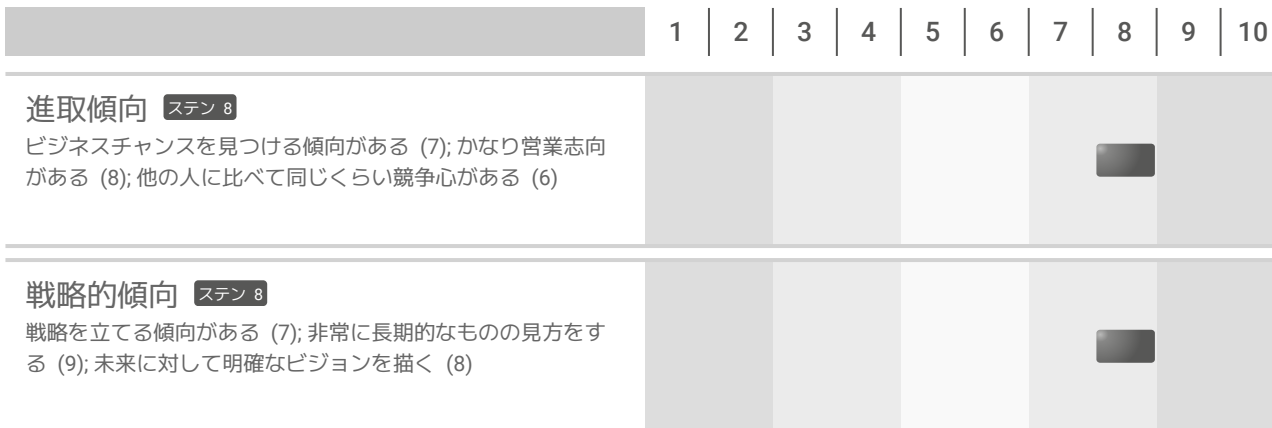 1 2 3 4 5 6 7 8 9 10
進取傾向 ステン 8
ビジネスチャンスを見つける傾向がある (7); かなり営業志向
がある (8); 他の人に比べて同じくらい競争心がある (6)
戦略的傾向 ステン 8
戦略を立てる傾向がある (7); 非常に長期的なものの見方をす
る (9); 未来に対して明確なビジョンを描く (8)